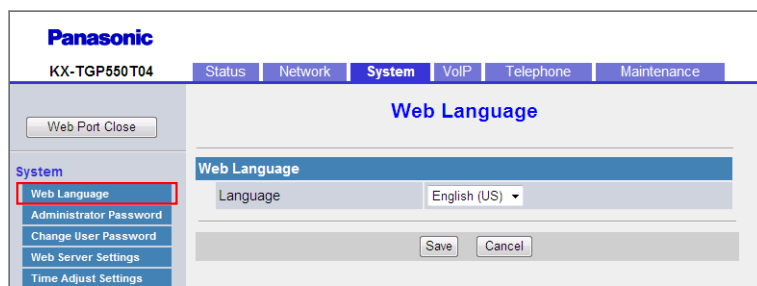 Panasonic
KX-TGP550T04
Status Network System VoIP Telephone Maintenance
Web Port Close
Web Language
System
Web Language
Administrator Password
Change User Password
Web Server Settings
Time Adjust Settings
Web Language
Language English (US)
Save Cancel